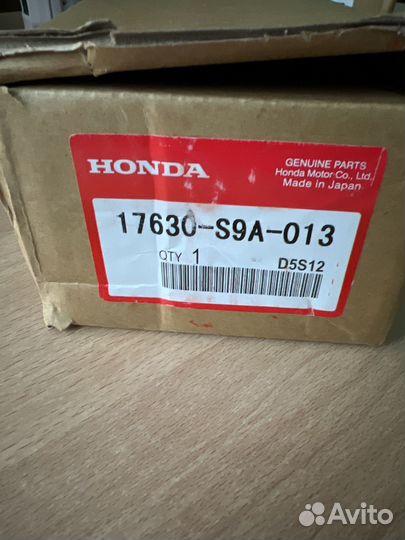 HONDA
GENUINE PARTS
Honda Motor Co., Ltd.
Made in Japan
17630-S9A-013
QTY 1
D5S12
Avito